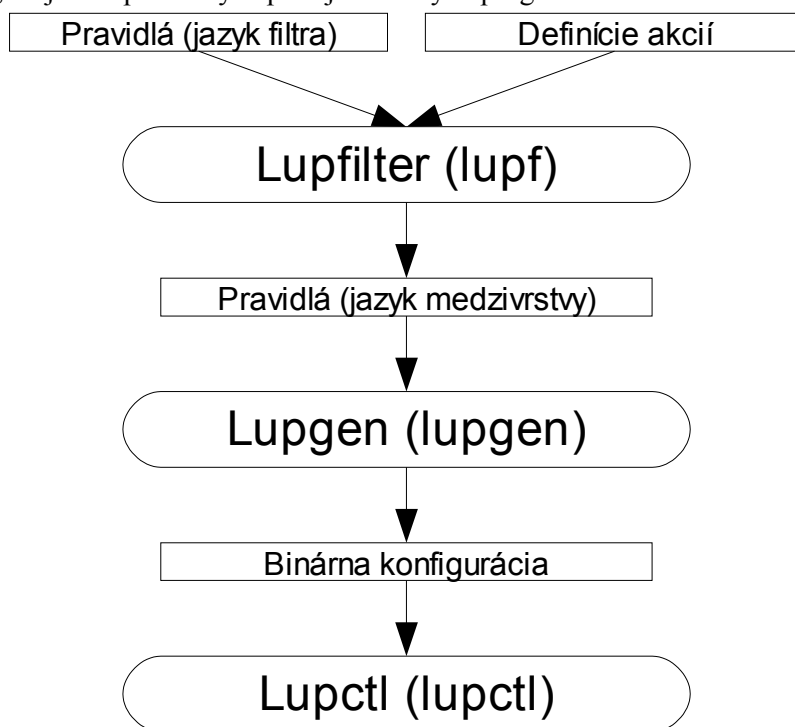 Pravidlá (jazyk filtra)
Definície akcií
Lupfilter (lupf)
Pravidlá (jazyk medzivrstvy)
Lupgen (lupgen)
Binárna konfigurácia
Lupctl (lupctl)